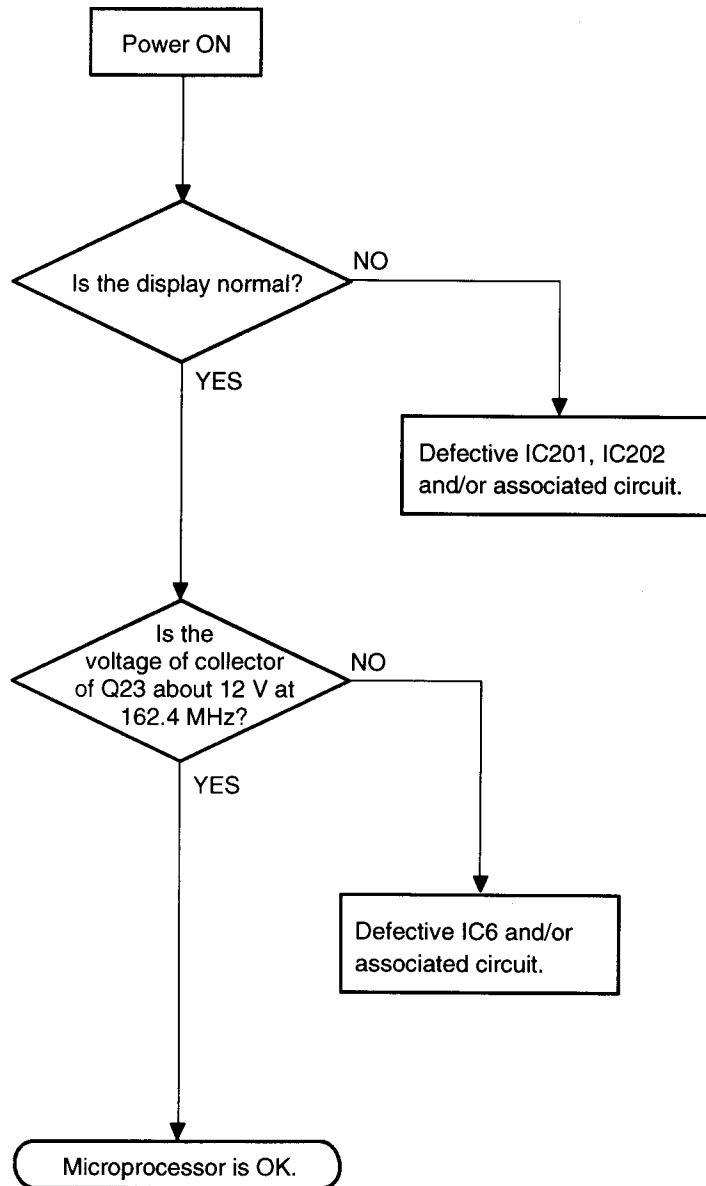 Power ON
Is the display normal?
NO
YES
Defective IC201, IC202
and/or associated circuit.
Is the
voltage of collector
of Q23 about 12 V at
162.4 MHz?
NO
YES
Defective IC6 and/or
associated circuit.
Microprocessor is OK.